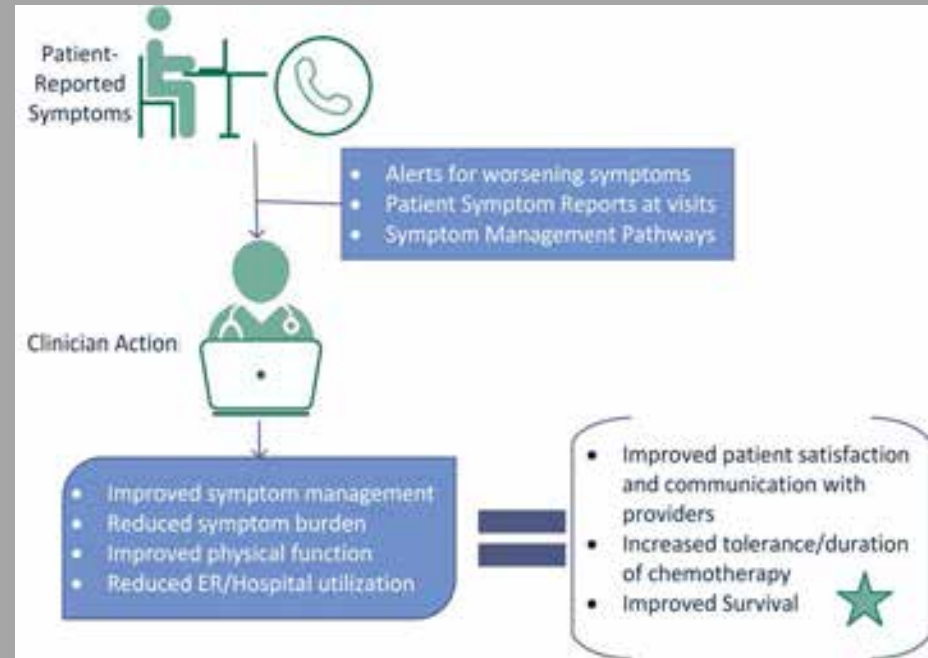 Patient-
Reported
Symptoms
• Alerts for worsening symptoms
• Patient Symptom Reports at visits
• Symptom Management Pathways
Clinician Action
• Improved symptom management
• Reduced symptom burden
• Improved physical function
• Reduced ER/Hospital utilization
• Improved patient satisfaction
and communication with
providers
• Increased tolerance/duration
of chemotherapy
• Improved Survival